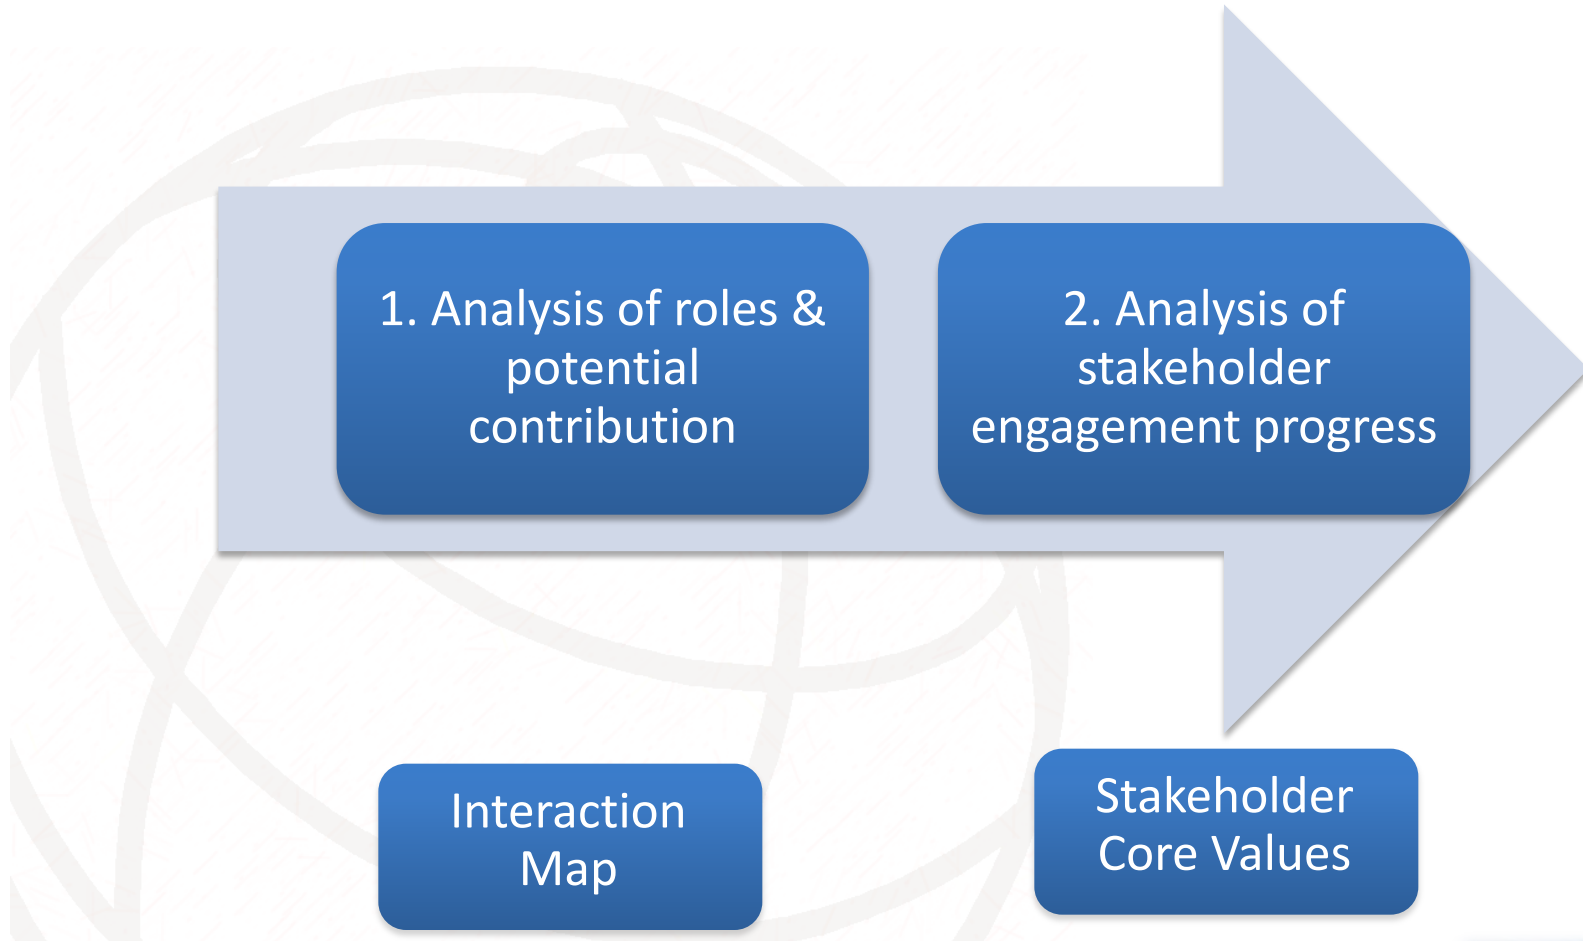 1. Analysis of roles &
potential
contribution
2. Analysis of
stakeholder
engagement progress
Interaction
Map
Stakeholder
Core Values